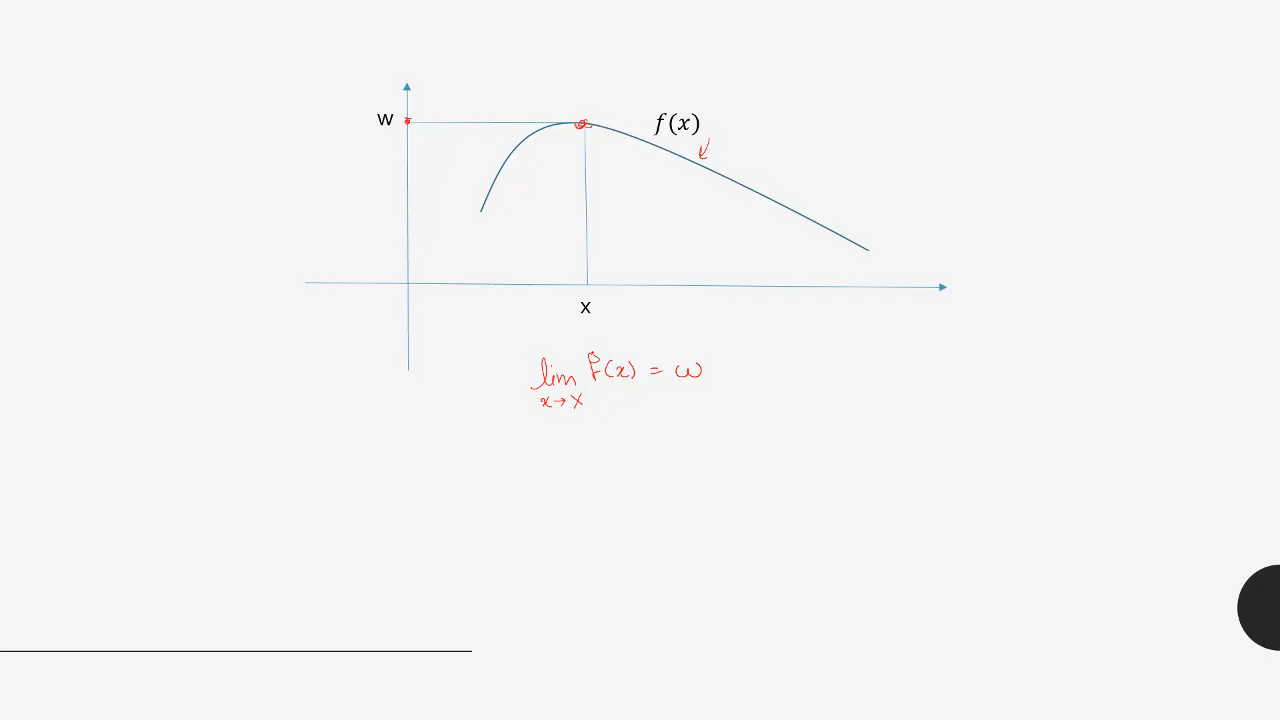 w
f(x)
x
lim f(x) = ω
x→x